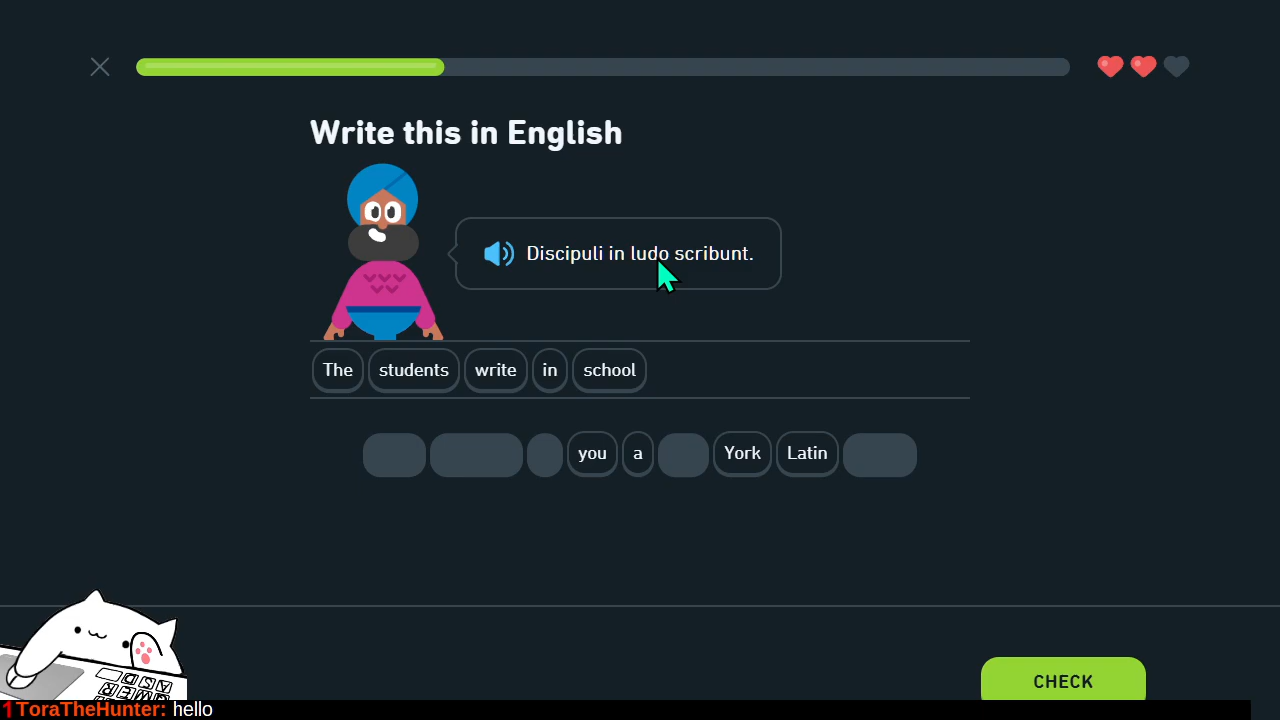 Write this in English
Discipuli in ludo scribunt.
The students write in school
you a York Latin
CHECK
1 ToraTheHunter: hello